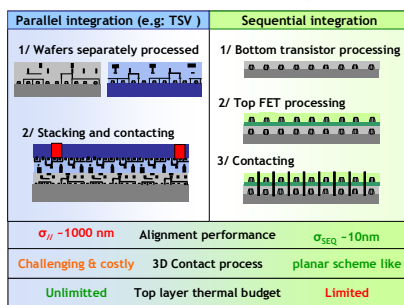 Parallel integration (e.g: TSV )
1/ Wafers separately processed
2/ Stacking and contacting
Sequential integration
1/ Bottom transistor processing
2/ Top FET processing
3/ Contacting
σ// ~1000 nm Alignment performance σSEQ ~10nm
Challenging & costly 3D Contact process planar scheme like
Unlimitted Top layer thermal budget Limited